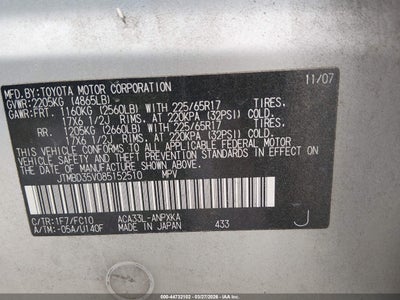 11/07
MFD.BY:TOYOTA MOTOR CORPORATION
GVWR:2205KG (4865LB)
GAWR:FRT. 1160KG (2560LB) WITH 225/65R17 TIRES,
17X6 1/2J RIMS, AT 220KPA (32PSI) COLD.
RR. 1205KG (2660LB) WITH 225/65R17 TIRES,
17X6 1/2J RIMS, AT 220KPA (32PSI) COLD.
THIS VEHICLE CONFORMS TO ALL APPLICABLE
FEDERAL MOTOR VEHICLE SAFETY STANDARDS IN EFFECT ON
THE DATE OF MANUFACTURE SHOWN ABOVE.
JTMBD35V085152510 MPV
C/TR:1F7/FC10 ACA33L-ANPXKA
A/TM:-05A/U140F MADE IN JAPAN 433 J
600-44732102 - 03/27/2026 - IAA Inc.